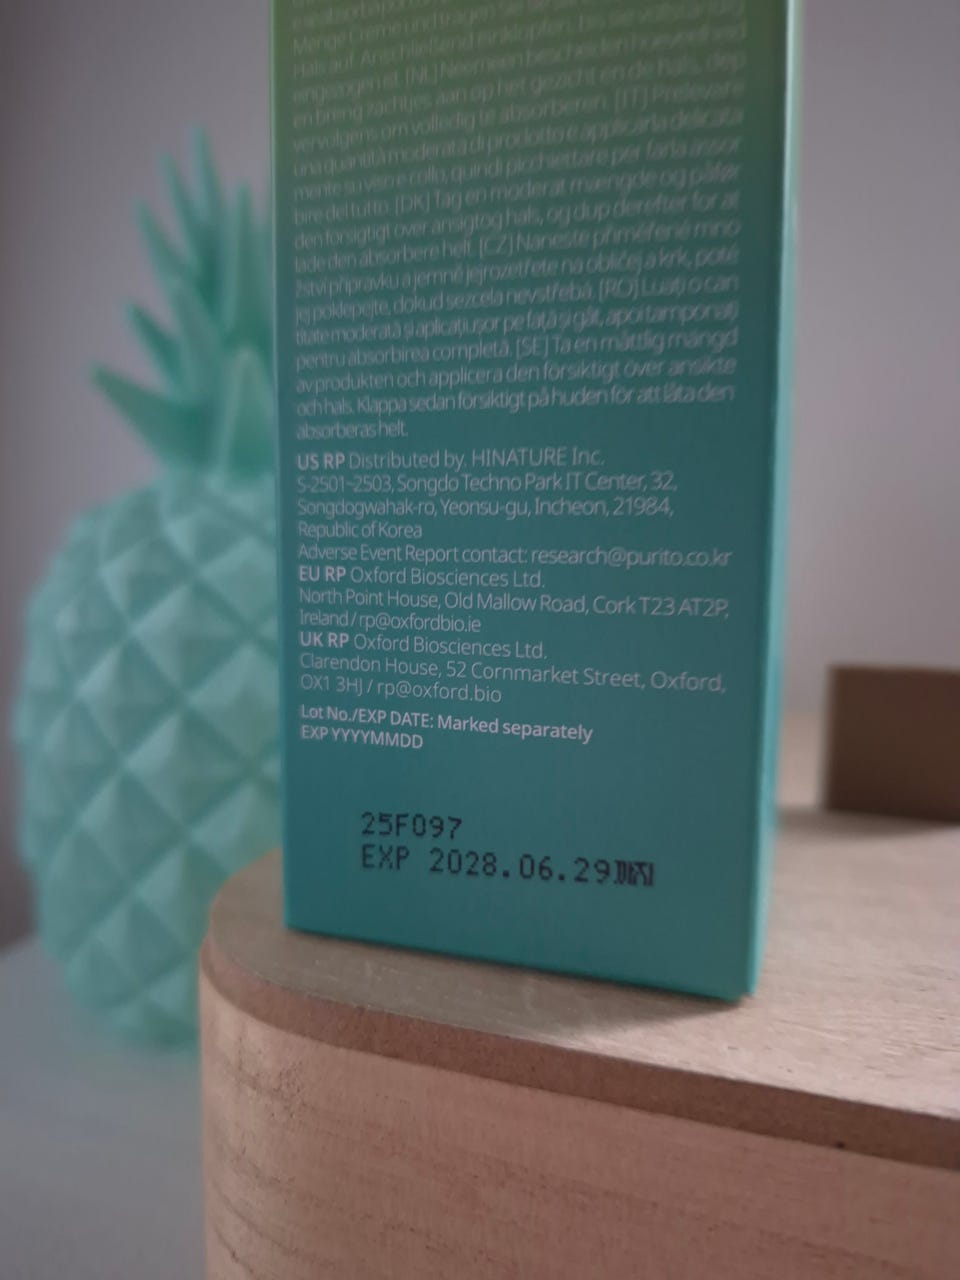 Menge Creme und tragen Sie sie
Hals auf. Anschließend einklopfen, bis sie vollständig
eingezogen ist. [NL] Neem een bescheiden hoeveelheid
en breng zachtjes aan op het gezicht en de hals, dep
vervolgens om volledig te absorberen. [IT] Prelevare
una quantità moderata di prodotto e applicarla delicata
mente su viso e collo, quindi picchiettare per farla assor
bire del tutto. [DK] Tag en moderat mængde og påfør
den forsigtigt over ansigt og hals, og dup derefter for at
lade den absorbere helt. [CZ] Naneste přiměřené mno
žství přípravku a jemně jej rozetřete na obličej a krk, poté
jej poklepejte, dokud se zcela nevstřebá. [RO] Luați o can
titate moderată și aplicați ușor pe față și gât, apoi tamponați
pentru absorbirea completă. [SE] Ta en måttlig mängd
av produkten och applicera den försiktigt över ansikte
och hals. Klappa sedan försiktigt på huden för att låta den
absorberas helt.
US RP Distributed by. HINATURE Inc.
S-2501~2503, Songdo Techno Park IT Center, 32,
Songdogwahak-ro, Yeonsu-gu, Incheon, 21984,
Republic of Korea
Adverse Event Report contact: research@purito.co.kr
EU RP Oxford Biosciences Ltd.
North Point House, Old Mallow Road, Cork T23 AT2P,
Ireland / rp@oxfordbio.ie
UK RP Oxford Biosciences Ltd.
Clarendon House, 52 Cornmarket Street, Oxford,
OX1 3HJ / rp@oxford.bio
Lot No./EXP DATE: Marked separately
EXP YYYYMMDD
25F097
EXP 2028.06.29